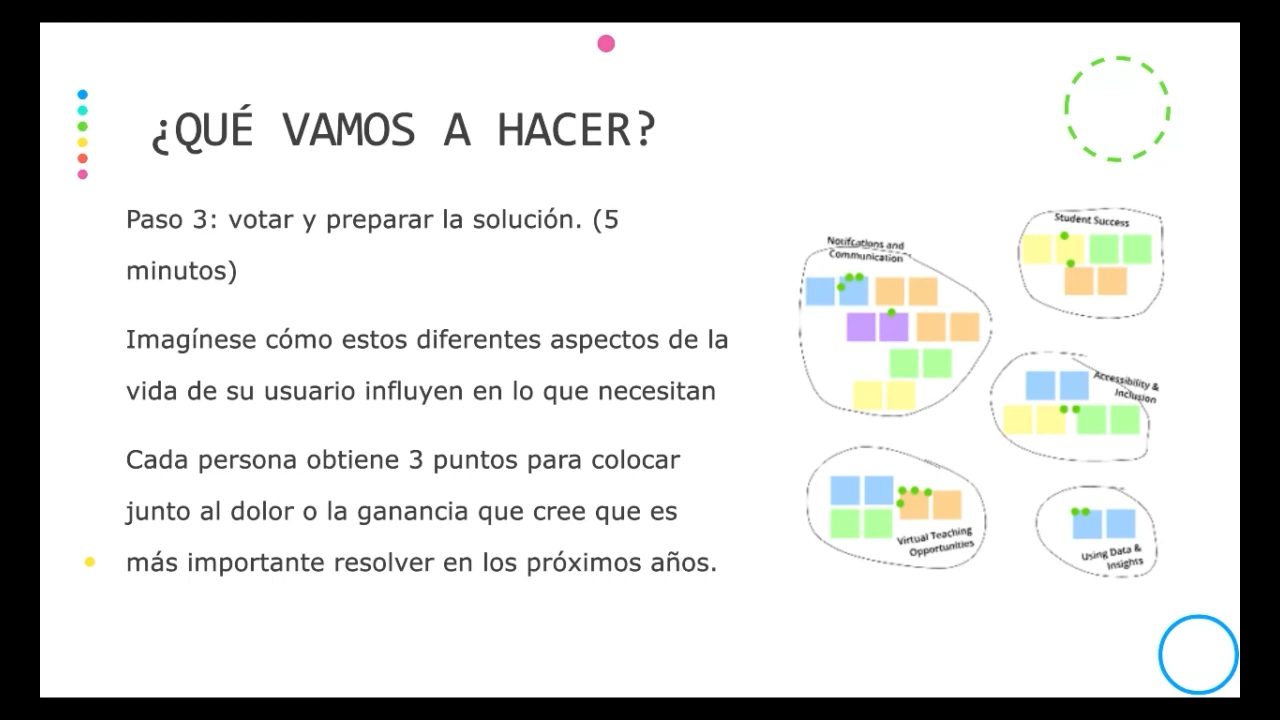 ¿QUÉ VAMOS A HACER?
Paso 3: votar y preparar la solución. (5
minutos)
Imagínese cómo estos diferentes aspectos de la
vida de su usuario influyen en lo que necesitan
Cada persona obtiene 3 puntos para colocar
junto al dolor o la ganancia que cree que es
más importante resolver en los próximos años.
Student Success
Notifcations and
Communication
Accessibility &
Inclusion
Virtual Teaching
Opportunities
Using Data &
Insights